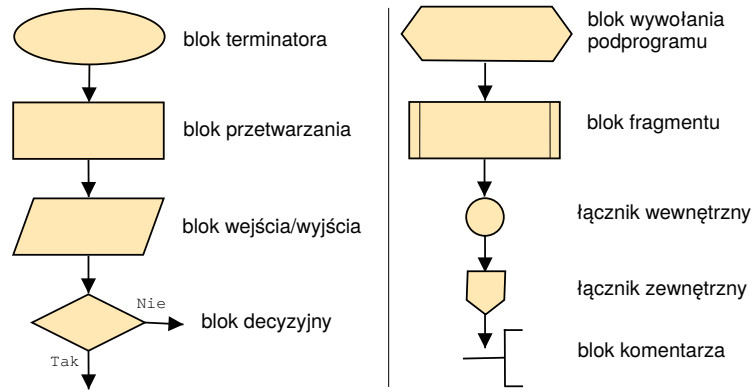 blok terminatora
blok przetwarzania
blok wejścia/wyjścia
Nie
blok decyzyjny
Tak
blok wywołania
podprogramu
blok fragmentu
łącznik wewnętrzny
łącznik zewnętrzny
blok komentarza